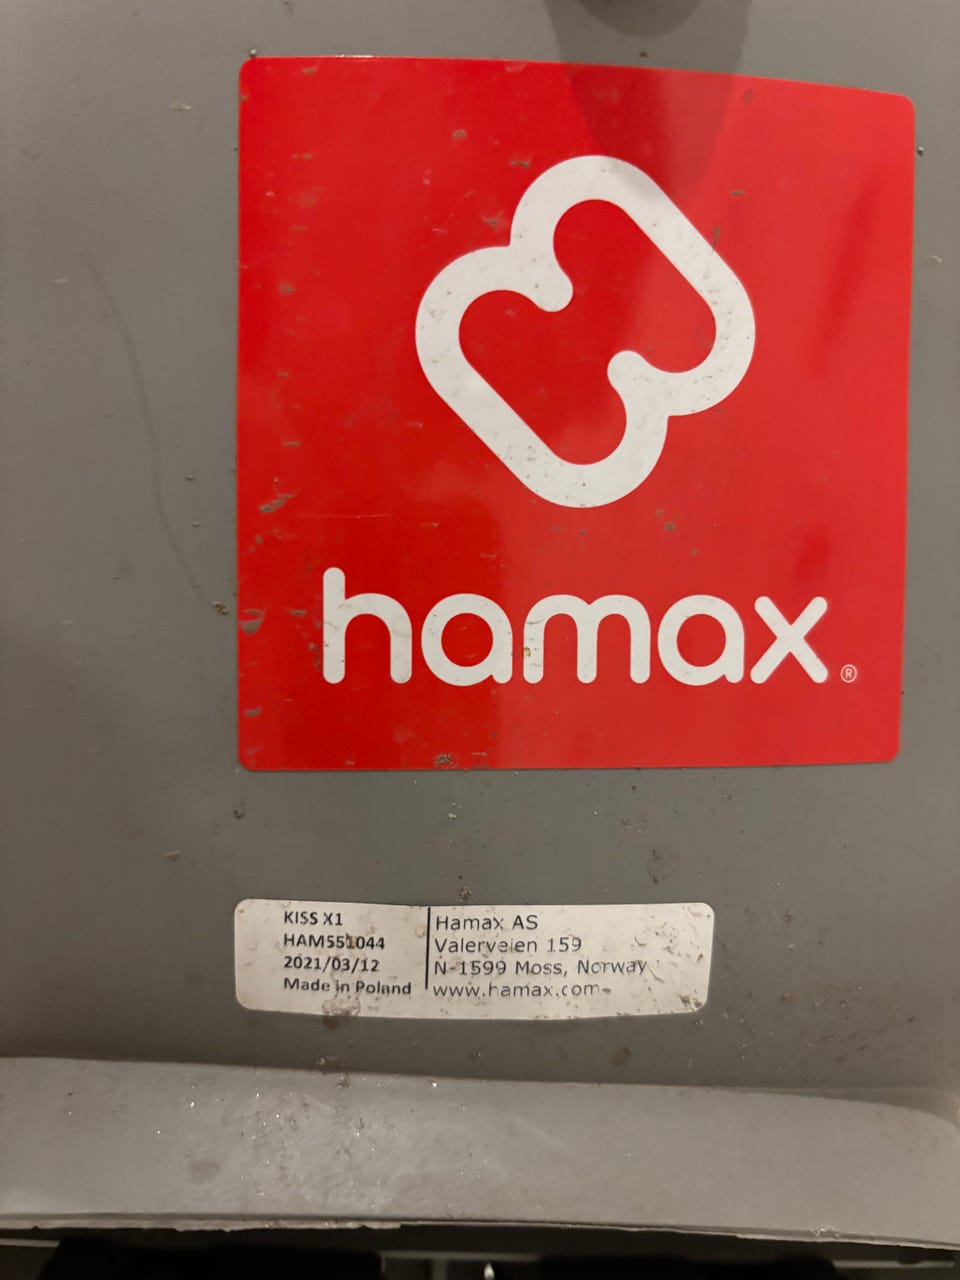 hamax®
KISS X1
HAM551044
2021/03/12
Made in Poland
Hamax AS
Valerveien 159
N-1599 Moss, Norway
www.hamax.com